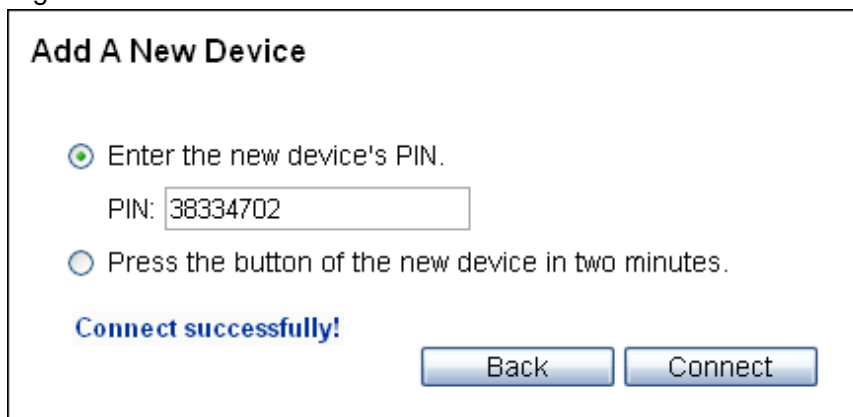 Add A New Device
Enter the new device's PIN.
PIN: 38334702
Press the button of the new device in two minutes.
Connect successfully!
Back Connect